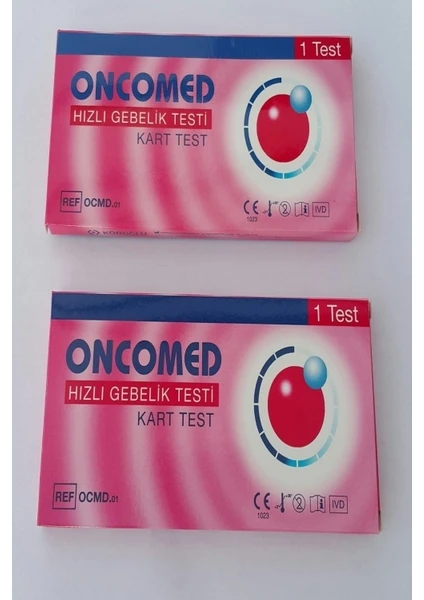 1 Test
ONCOMED
HIZLI GEBELİK TESTİ
KART TEST
REF OCMD.01
CE 1023 IVD
1 Test
ONCOMED
HIZLI GEBELİK TESTİ
KART TEST
REF OCMD.01
CE 1023 IVD